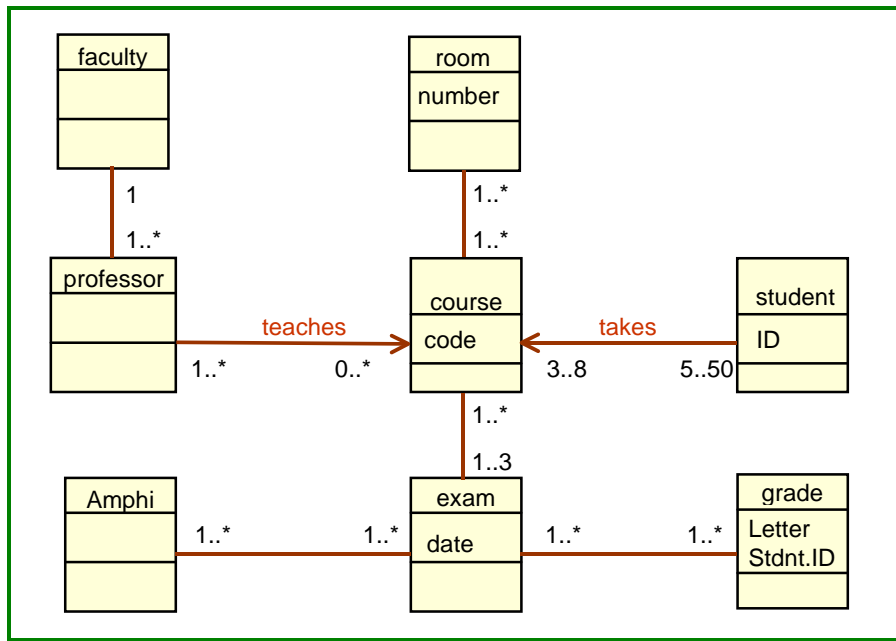 faculty
room
number
1
1..*
1..*
1..*
professor
course
student
teaches
code
takes
ID
1..*
0..*
3..8
5..50
1..*
1..3
Amphi
exam
grade
1..*
1..*
date
1..*
1..*
Letter
Stdnt.ID